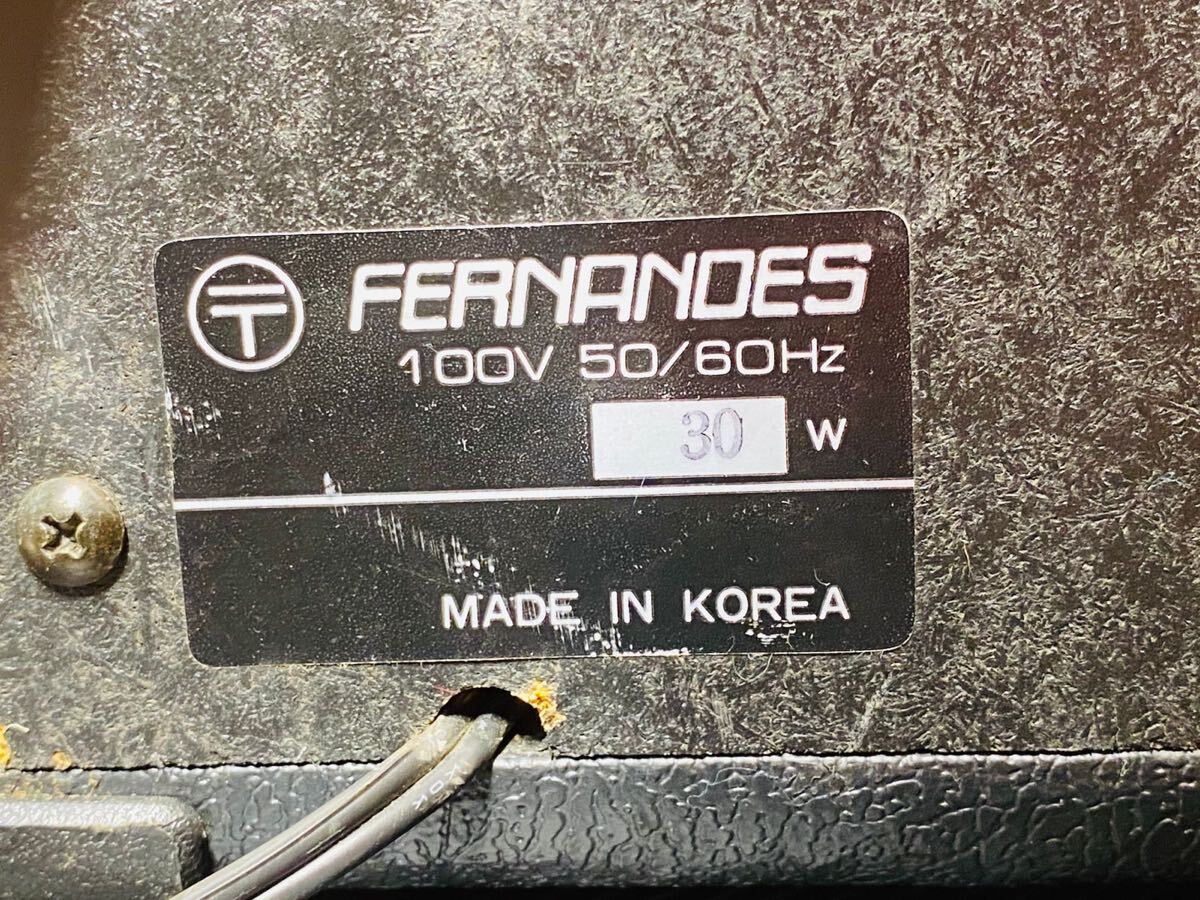 〒 FERNANDES
100V 50/60Hz
30 W
MADE IN KOREA